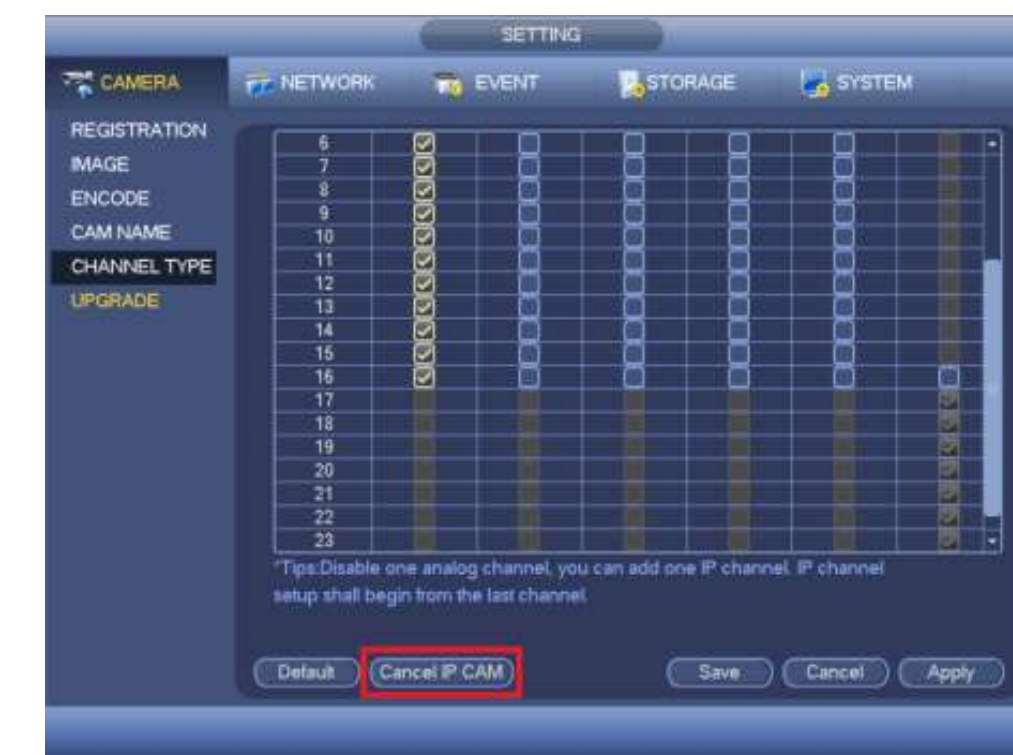 SETTING
CAMERA NETWORK EVENT STORAGE SYSTEM
REGISTRATION
IMAGE
ENCODE
CAM NAME
CHANNEL TYPE
UPGRADE
6
7
8
9
10
11
12
13
14
15
16
17
18
19
20
21
22
23
*Tips:Disable one analog channel, you can add one IP channel. IP channel
setup shall begin from the last channel.
Default Cancel IP CAM Save Cancel Apply